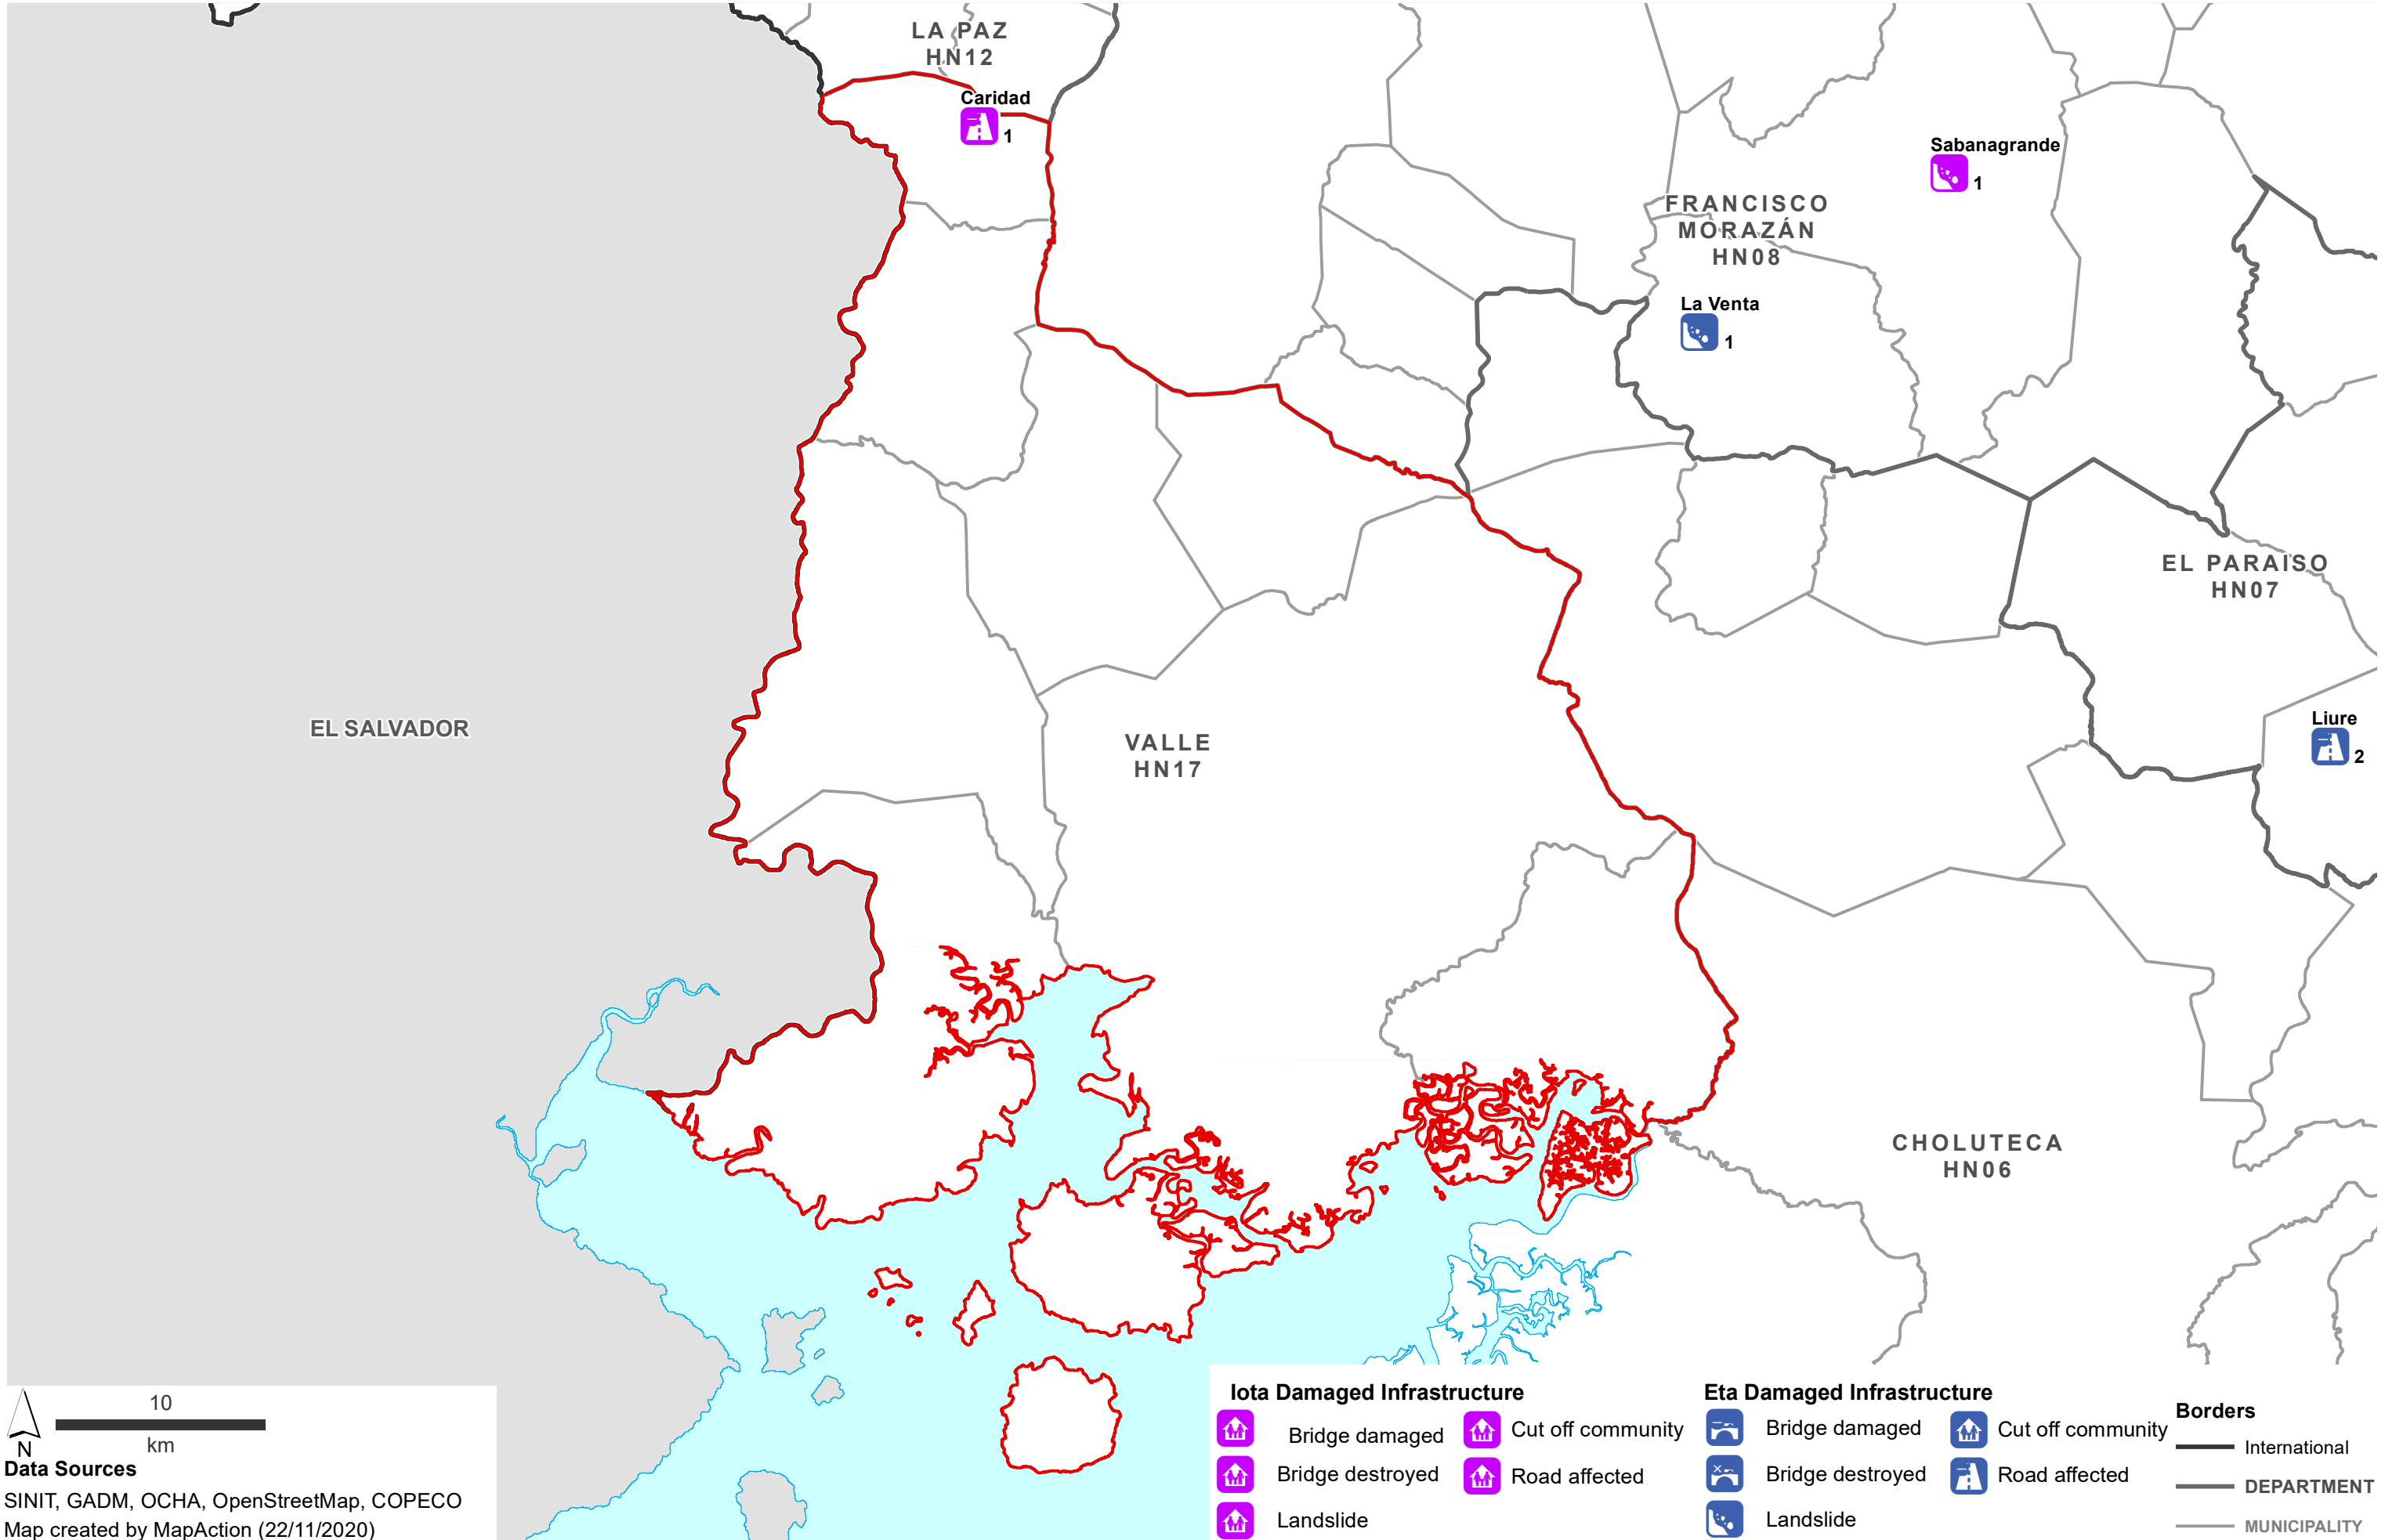 LA PAZ
HN12
Caridad
1
Sabanagrande
1
FRANCISCO
MORAZÁN
HN08
La Venta
1
EL PARAISO
HN07
Liure
2
EL SALVADOR
VALLE
HN17
CHOLUTECA
HN06
10
km
N
Data Sources
SINIT, GADM, OCHA, OpenStreetMap, COPECO
Map created by MapAction (22/11/2020)
Iota Damaged Infrastructure
Bridge damaged
Cut off community
Bridge destroyed
Road affected
Landslide
Eta Damaged Infrastructure
Bridge damaged
Cut off community
Bridge destroyed
Road affected
Landslide
Borders
International
DEPARTMENT
MUNICIPALITY